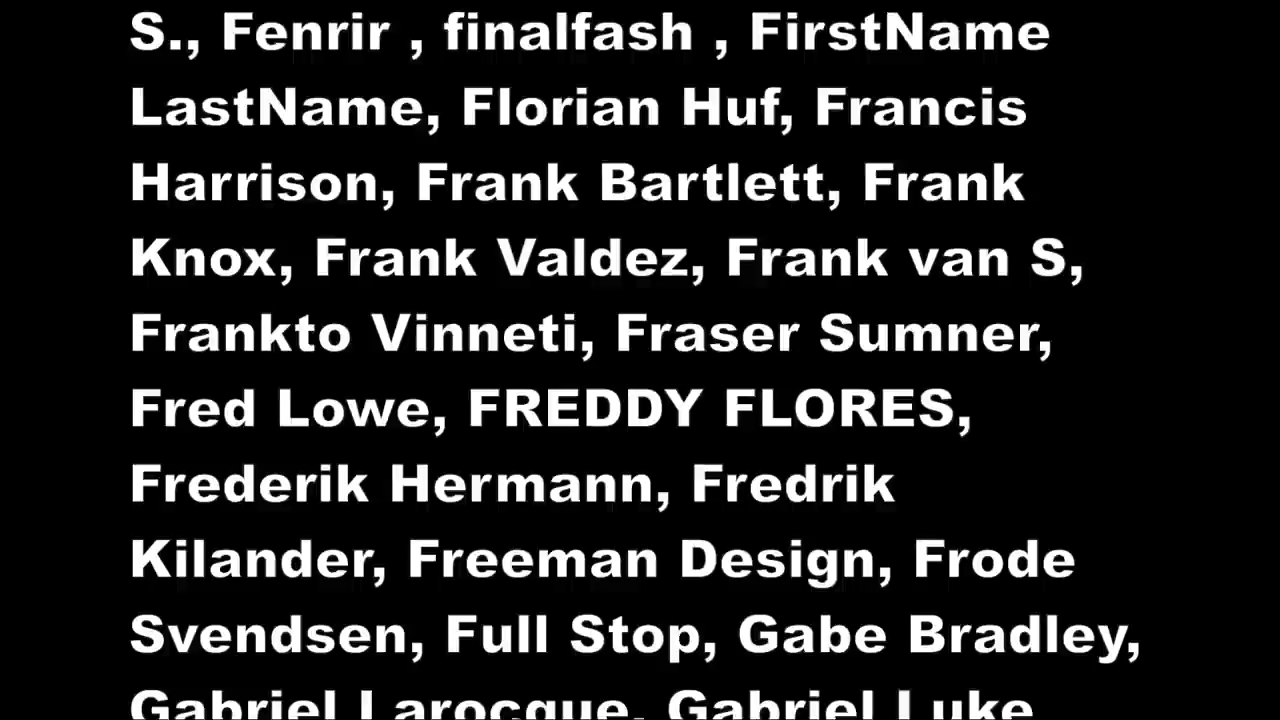 S., Fenrir , finalfash , FirstName
LastName, Florian Huf, Francis
Harrison, Frank Bartlett, Frank
Knox, Frank Valdez, Frank van S,
Frankto Vinneti, Fraser Sumner,
Fred Lowe, FREDDY FLORES,
Frederik Hermann, Fredrik
Kilander, Freeman Design, Frode
Svendsen, Full Stop, Gabe Bradley,
Gabriel Larocque, Gabriel Luke